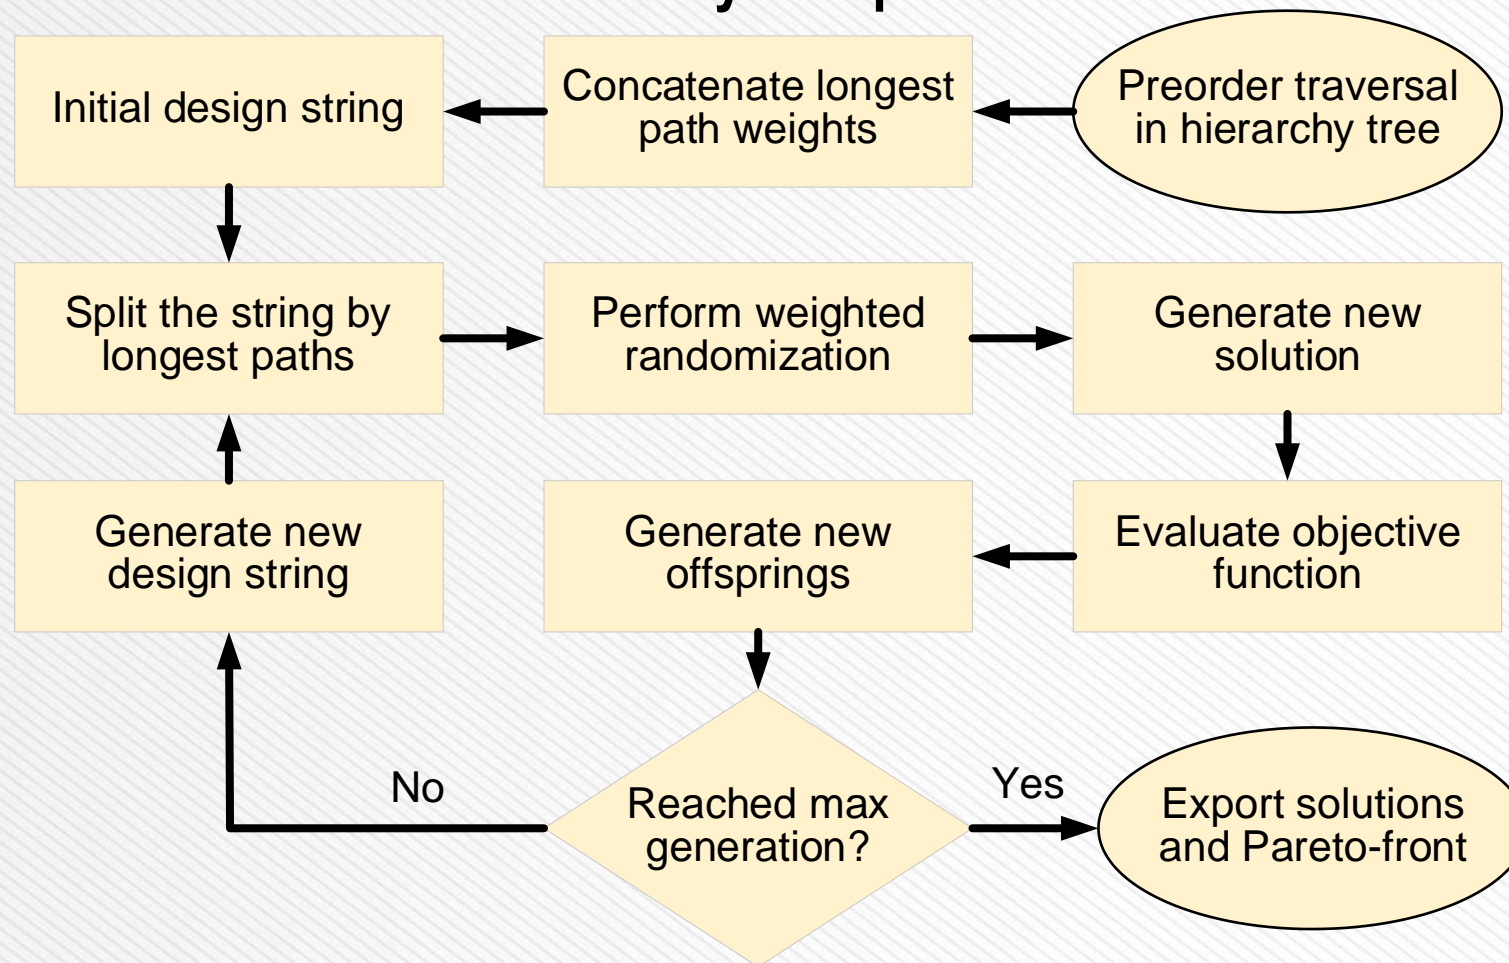 Initial design string
Concatenate longest
path weights
Preorder traversal
in hierarchy tree
Split the string by
longest paths
Perform weighted
randomization
Generate new
solution
Generate new
design string
Generate new
offsprings
Evaluate objective
function
No
Reached max
generation?
Yes
Export solutions
and Pareto-front